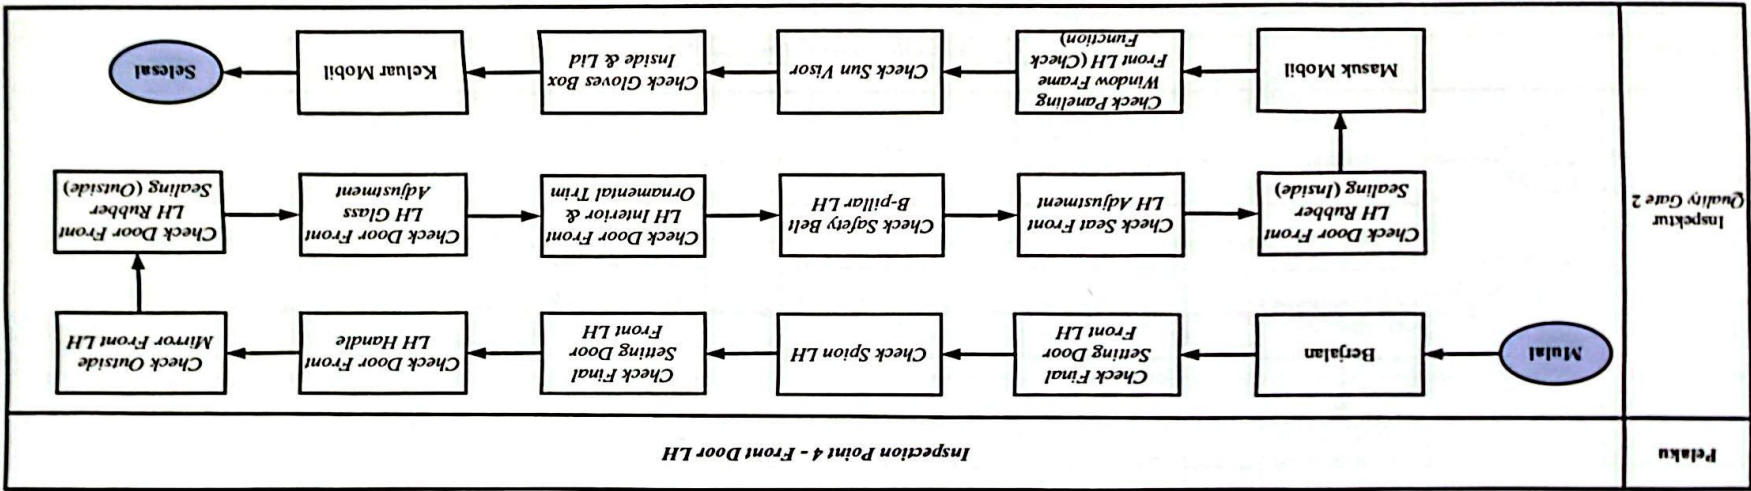 Pelaku
Inspection Point 4 - Front Door LH
Inspektur
Quality Gate 2
Mulai
Berjalan
Check Final
Setting Door
Front LH
Check Spion LH
Check Final
Setting Door
Front LH
Check Door Front
LH Handle
Check Outside
Mirror Front LH
Check Door Front
LH Rubber
Sealing (Outside)
Check Door Front
LH Glass
Adjustment
Check Door Front
LH Interior &
Ornamental Trim
Check Safety Belt
B-pillar LH
Check Seat Front
LH Adjustment
Check Door Front
LH Rubber
Sealing (Inside)
Masuk Mobil
Check Paneling
Window Frame
Front LH (Check
Function)
Check Sun Visor
Check Gloves Box
Inside & Lid
Keluar Mobil
Selesai